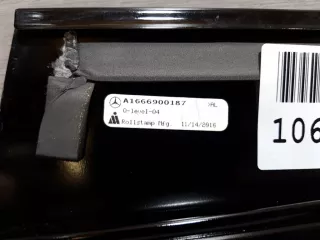 A1666900187
Q-level-04
Rollstamp Mfg. 11/14/2016
106